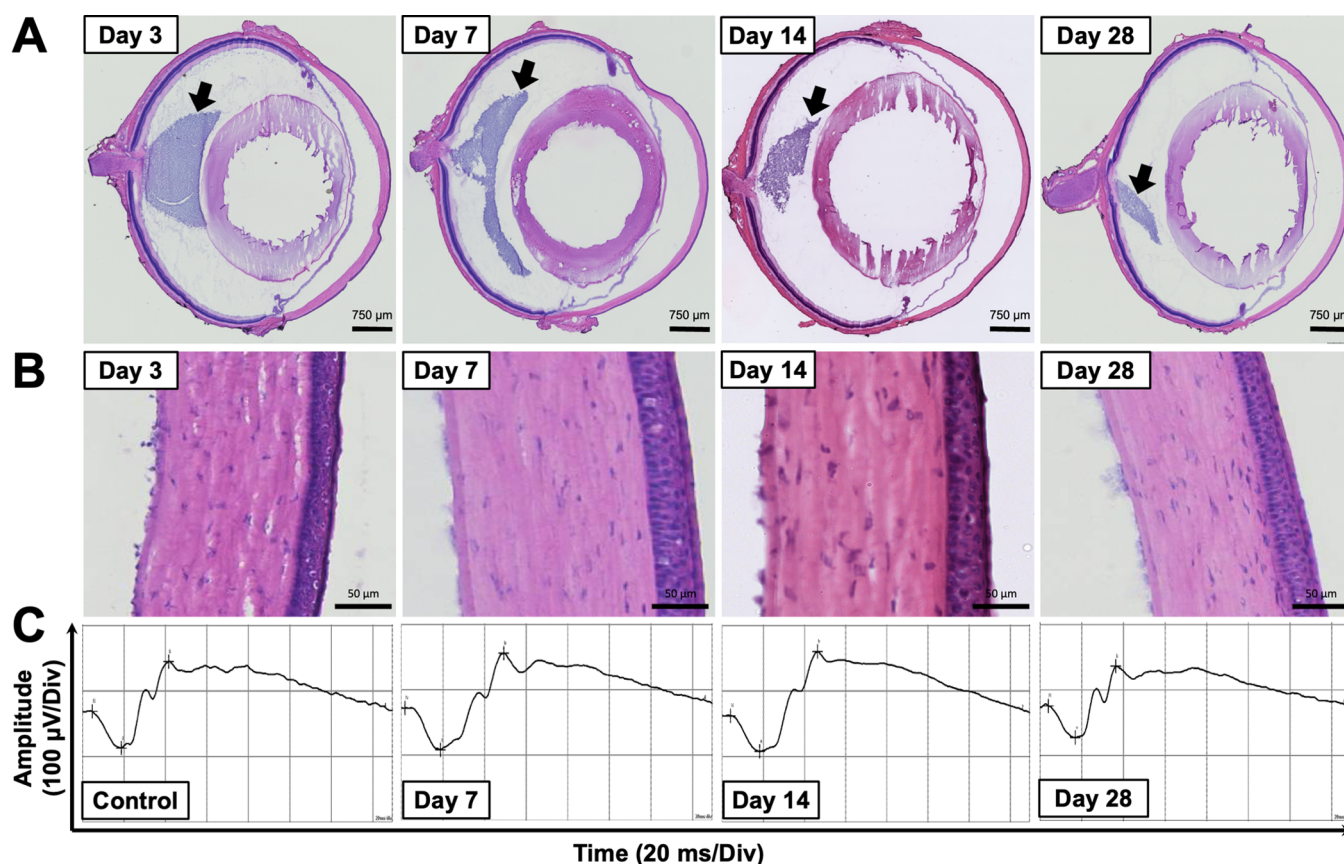 A
Day 3
Day 7
Day 14
Day 28
750 µm
750 µm
750 µm
750 µm
B
Day 3
Day 7
Day 14
Day 28
50 µm
50 µm
50 µm
50 µm
C
Amplitude
(100 µV/Div)
Control
Day 7
Day 14
Day 28
Time (20 ms/Div)